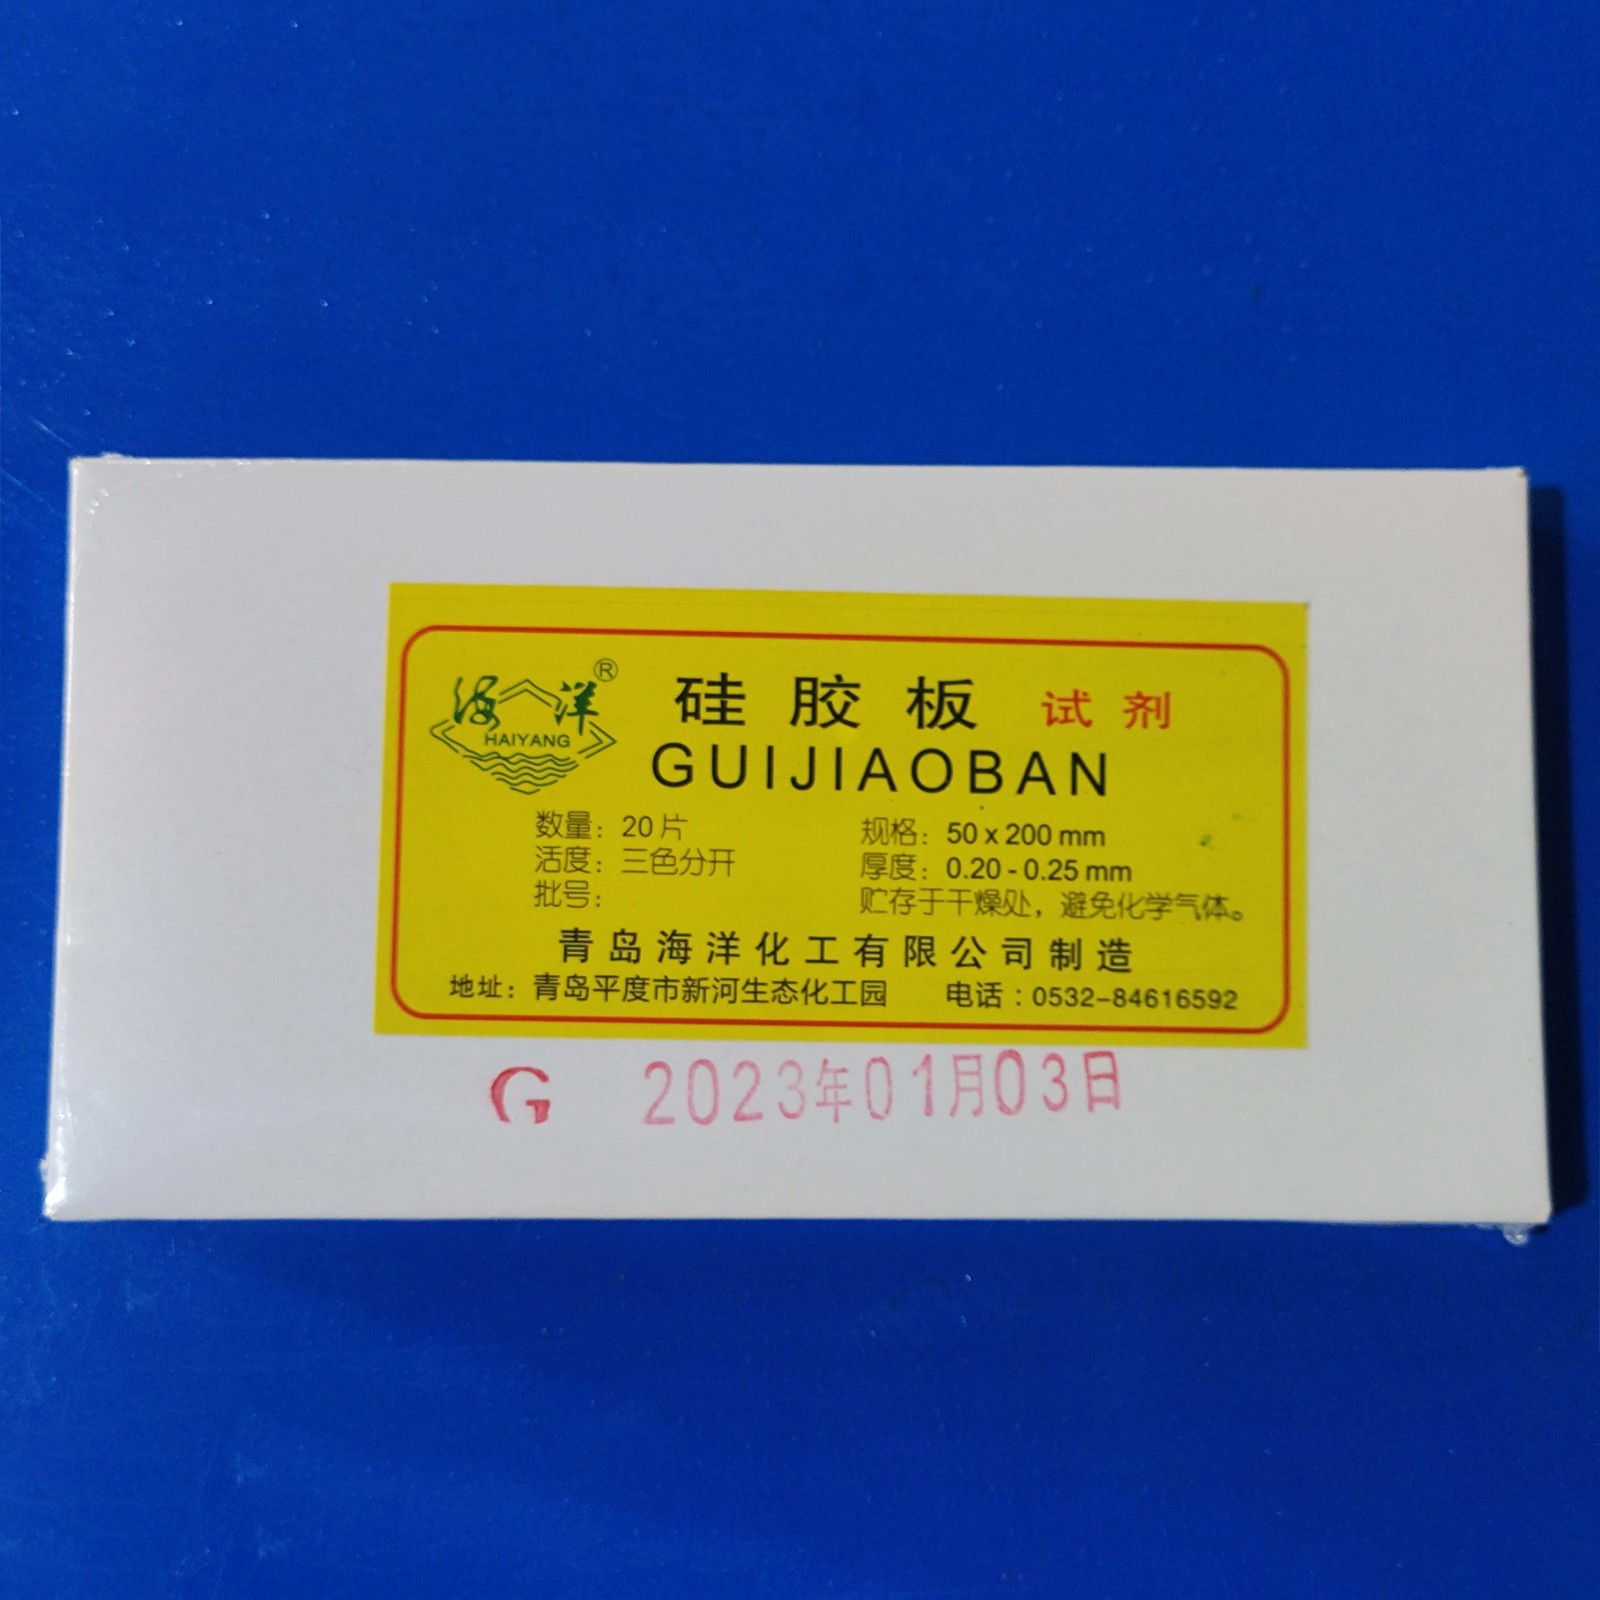 海洋®
HAIYANG
硅胶板 试剂
GUIJIAOBAN
数量：20片
规格：50 x 200 mm
活度：三色分开
厚度：0.20 - 0.25 mm
批号：
贮存于干燥处，避免化学气体。
青岛海洋化工有限公司制造
地址：青岛平度市新河生态化工园 电话：0532-84616592
G 2023年01月03日